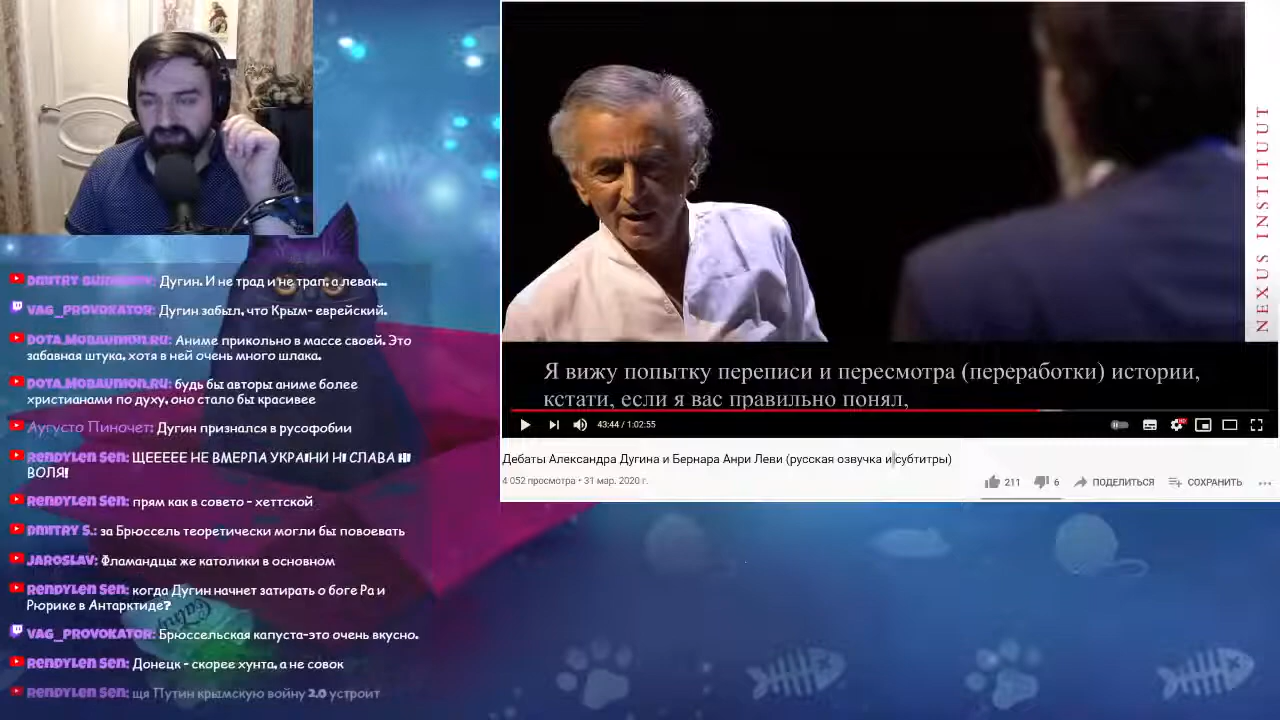 Дугин. И не трад и не трап, а левак...
VAG_PROVOKATOR: Дугин забыл, что Крым- еврейский.
DOTA_MOBAUNION_RU: Аниме прикольно в массе своей. Это
забавная штука, хотя в ней очень много шлака.
DOTA_MOBAUNION_RU: будь бы авторы аниме более
христианами по духу, оно стало бы красивее
Аугусто Пиночет: Дугин признался в русофобии
Rendylen Sen: ЩЕЕЕЕЕ НЕ ВМЕРЛА УКРАЇНИ НІ СЛАВА НІ
ВОЛЯ!
Rendylen Sen: прям как в совето - хеттской
DMITRY S.: за Брюссель теоретически могли бы повоевать
JAROSLAV: Фламандцы же католики в основном
Rendylen Sen: когда Дугин начнет затирать о боге Ра и
Рюрике в Антарктиде?
VAG_PROVOKATOR: Брюссельская капуста-это очень вкусно.
Rendylen Sen: Донецк - скорее хунта, а не совок
Rendylen Sen: щя Путин крымскую войну 2.0 устроит
NEXUS INSTITUUT
Я вижу попытку переписи и пересмотра (переработки) истории,
кстати, если я вас правильно понял,
43:44 / 1:02:55
Дебаты Александра Дугина и Бернара Анри Леви (русская озвучка и субтитры)
4 052 просмотра • 31 мар. 2020 г.
211 6 ПОДЕЛИТЬСЯ СОХРАНИТЬ